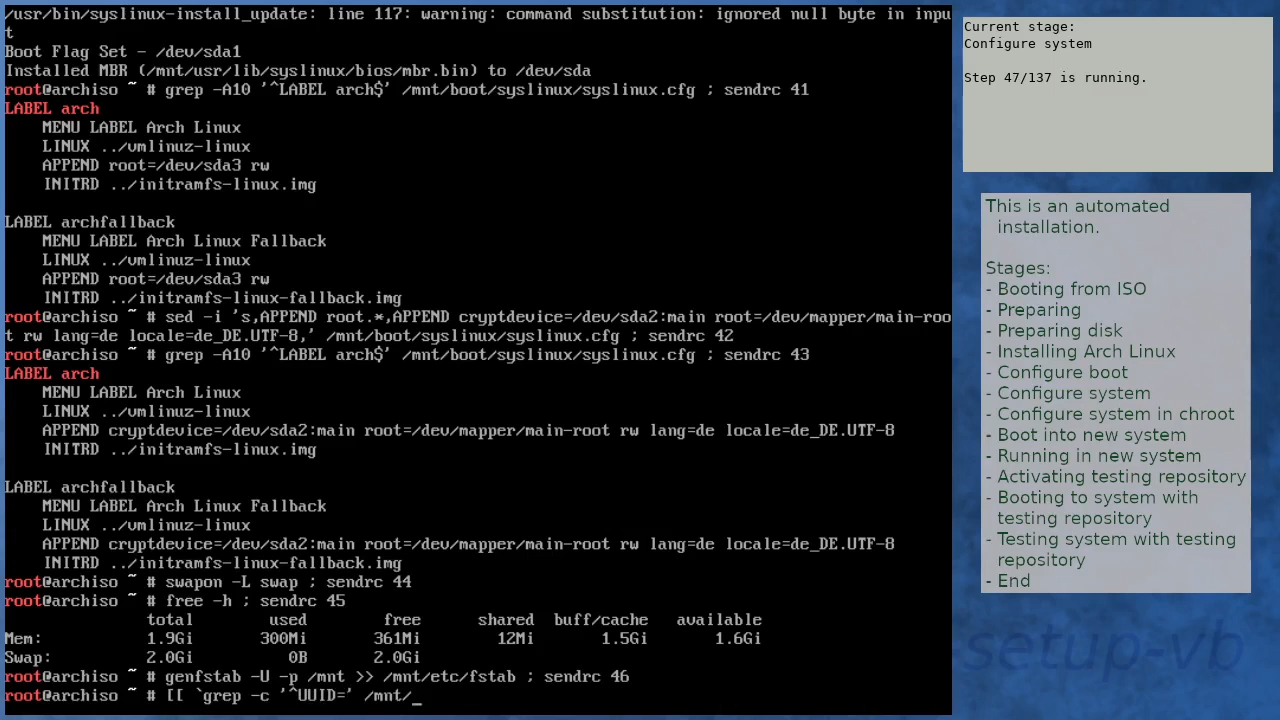 /usr/bin/syslinux-install_update: line 117: warning: command substitution: ignored null byte in inpu
t
Boot Flag Set - /dev/sda1
Installed MBR (/mnt/usr/lib/syslinux/bios/mbr.bin) to /dev/sda
root@archiso ~ # grep -A10 '^LABEL arch$' /mnt/boot/syslinux/syslinux.cfg ; sendrc 41
LABEL arch
    MENU LABEL Arch Linux
    LINUX ../vmlinuz-linux
    APPEND root=/dev/sda3 rw
    INITRD ../initramfs-linux.img

LABEL archfallback
    MENU LABEL Arch Linux Fallback
    LINUX ../vmlinuz-linux
    APPEND root=/dev/sda3 rw
    INITRD ../initramfs-linux-fallback.img
root@archiso ~ # sed -i 's,APPEND root.*,APPEND cryptdevice=/dev/sda2:main root=/dev/mapper/main-roo
t rw lang=de locale=de_DE.UTF-8,' /mnt/boot/syslinux/syslinux.cfg ; sendrc 42
root@archiso ~ # grep -A10 '^LABEL arch$' /mnt/boot/syslinux/syslinux.cfg ; sendrc 43
LABEL arch
    MENU LABEL Arch Linux
    LINUX ../vmlinuz-linux
    APPEND cryptdevice=/dev/sda2:main root=/dev/mapper/main-root rw lang=de locale=de_DE.UTF-8
    INITRD ../initramfs-linux.img

LABEL archfallback
    MENU LABEL Arch Linux Fallback
    LINUX ../vmlinuz-linux
    APPEND cryptdevice=/dev/sda2:main root=/dev/mapper/main-root rw lang=de locale=de_DE.UTF-8
    INITRD ../initramfs-linux-fallback.img
root@archiso ~ # swapon -L swap ; sendrc 44
root@archiso ~ # free -h ; sendrc 45
               total        used        free      shared  buff/cache   available
Mem:           1.9Gi       300Mi       361Mi        12Mi       1.5Gi       1.6Gi
Swap:          2.0Gi          0B       2.0Gi
root@archiso ~ # genfstab -U -p /mnt >> /mnt/etc/fstab ; sendrc 46
root@archiso ~ # [[ `grep -c '^UUID=' /mnt/_
Current stage:
Configure system

Step 47/137 is running.
This is an automated
installation.

Stages:
- Booting from ISO
- Preparing
- Preparing disk
- Installing Arch Linux
- Configure boot
- Configure system
- Configure system in chroot
- Boot into new system
- Running in new system
- Activating testing repository
- Booting to system with
testing repository
- Testing system with testing
repository
- End
setup-vb